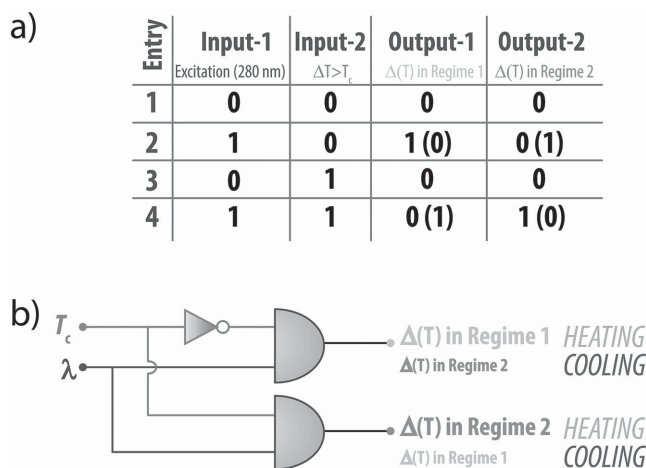 a)
Entry Input-1 Input-2 Output-1 Output-2
Excitation (280 nm) ΔT>Tc Δ(T) in Regime 1 Δ(T) in Regime 2
1 0 0 0 0
2 1 0 1 (0) 0 (1)
3 0 1 0 0
4 1 1 0 (1) 1 (0)
b)
Tc Δ(T) in Regime 1 HEATING
λ Δ(T) in Regime 2 COOLING
Δ(T) in Regime 2 HEATING
Δ(T) in Regime 1 COOLING